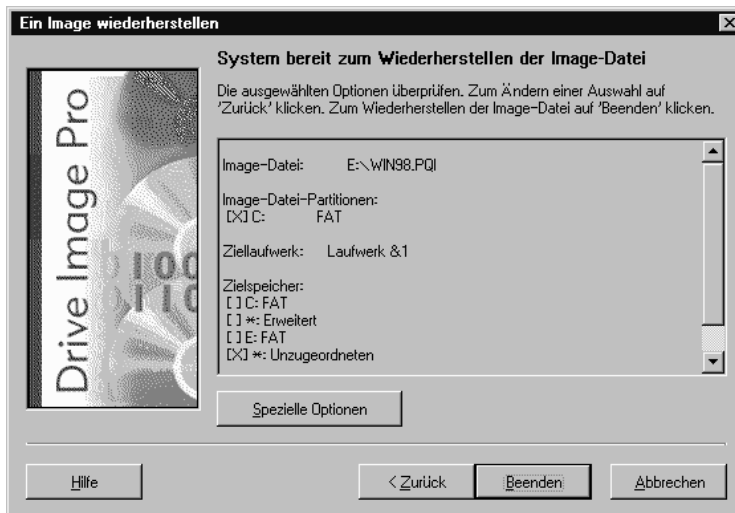 Ein Image wiederherstellen
Drive Image Pro
System bereit zum Wiederherstellen der Image-Datei
Die ausgewählten Optionen überprüfen. Zum Ändern einer Auswahl auf
'Zurück' klicken. Zum Wiederherstellen der Image-Datei auf 'Beenden' klicken.
Image-Datei: E:\WIN98.PQI
Image-Datei-Partitionen:
[X] C: FAT
Ziellaufwerk: Laufwerk &1
Zielspeicher:
[ ] C: FAT
[ ] *: Erweitert
[ ] E: FAT
[X] *: Unzugeordneten
Spezielle Optionen
Hilfe
< Zurück
Beenden
Abbrechen